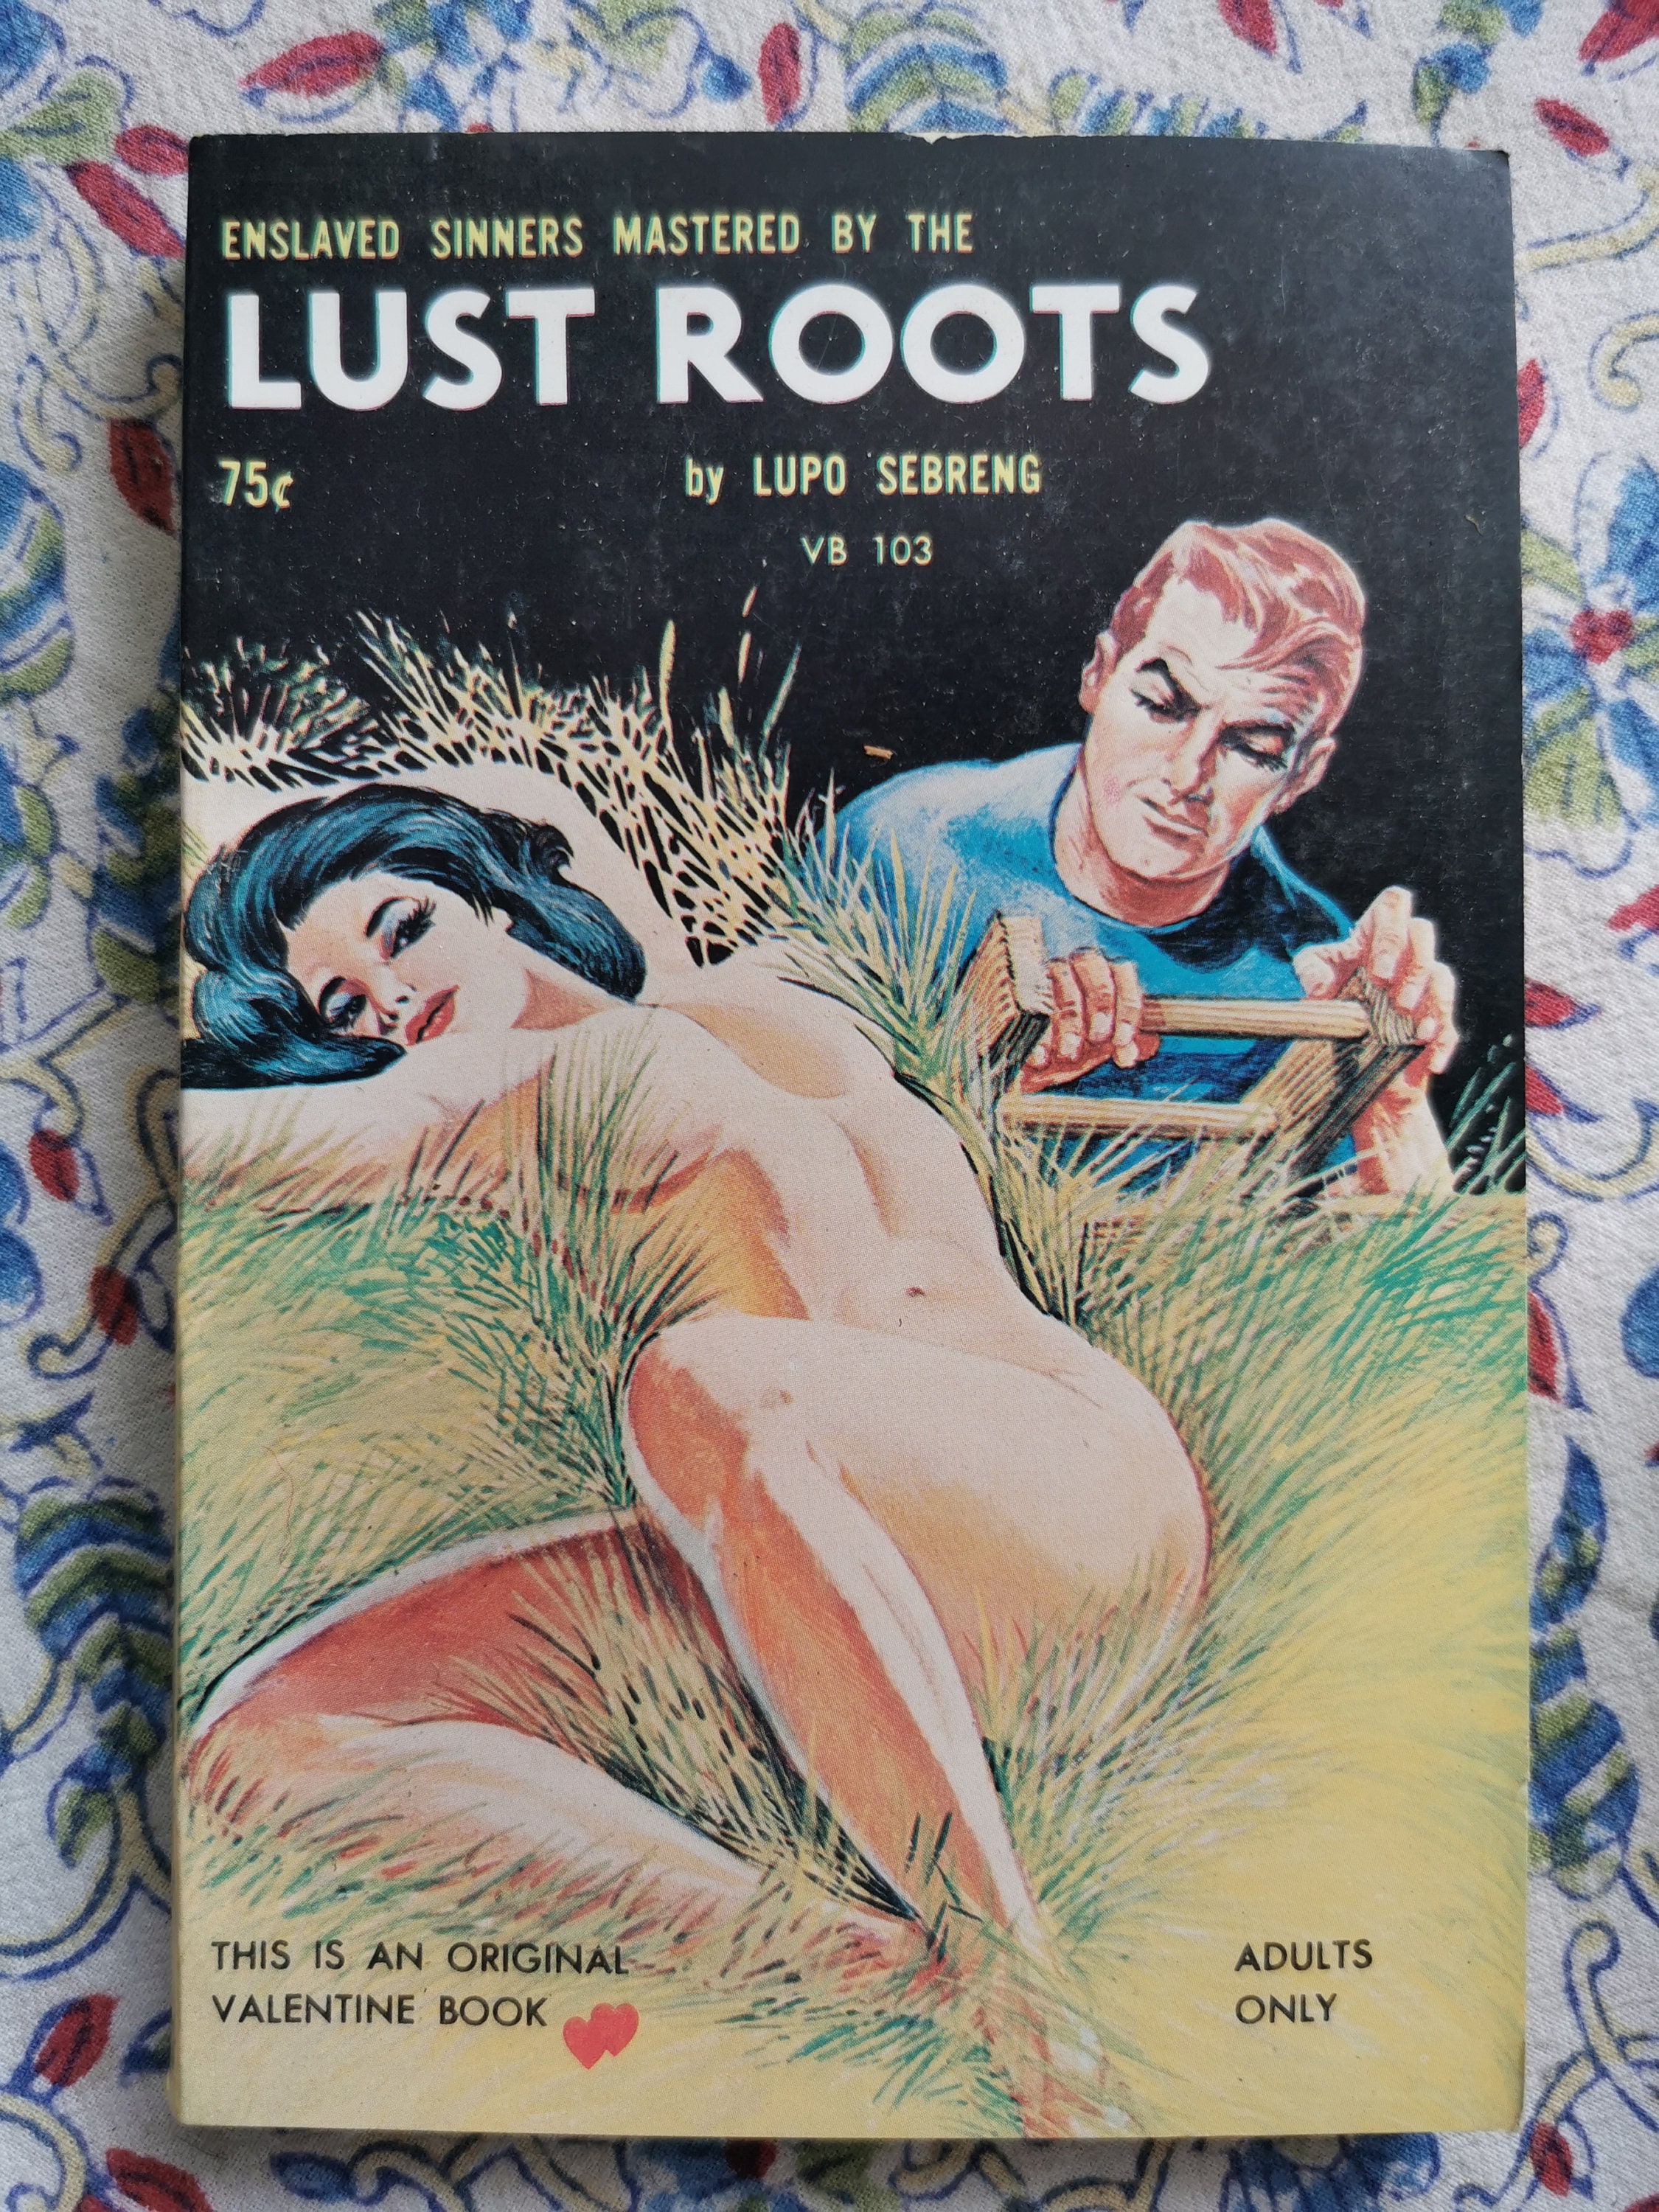 ENSLAVED SINNERS MASTERED BY THE
LUST ROOTS
75¢
by LUPO SEBRENG
VB 103
THIS IS AN ORIGINAL
VALENTINE BOOK
ADULTS
ONLY